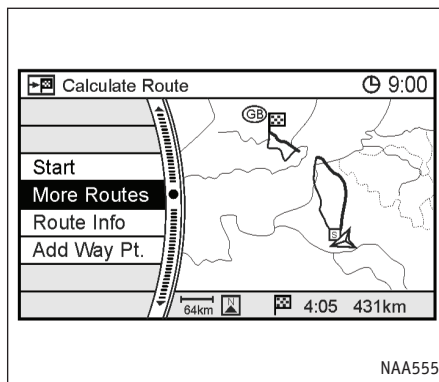 Calculate Route 9:00
GB
Start
More Routes
Route Info
Add Way Pt.
S
64km N 4:05 431km
NAA555